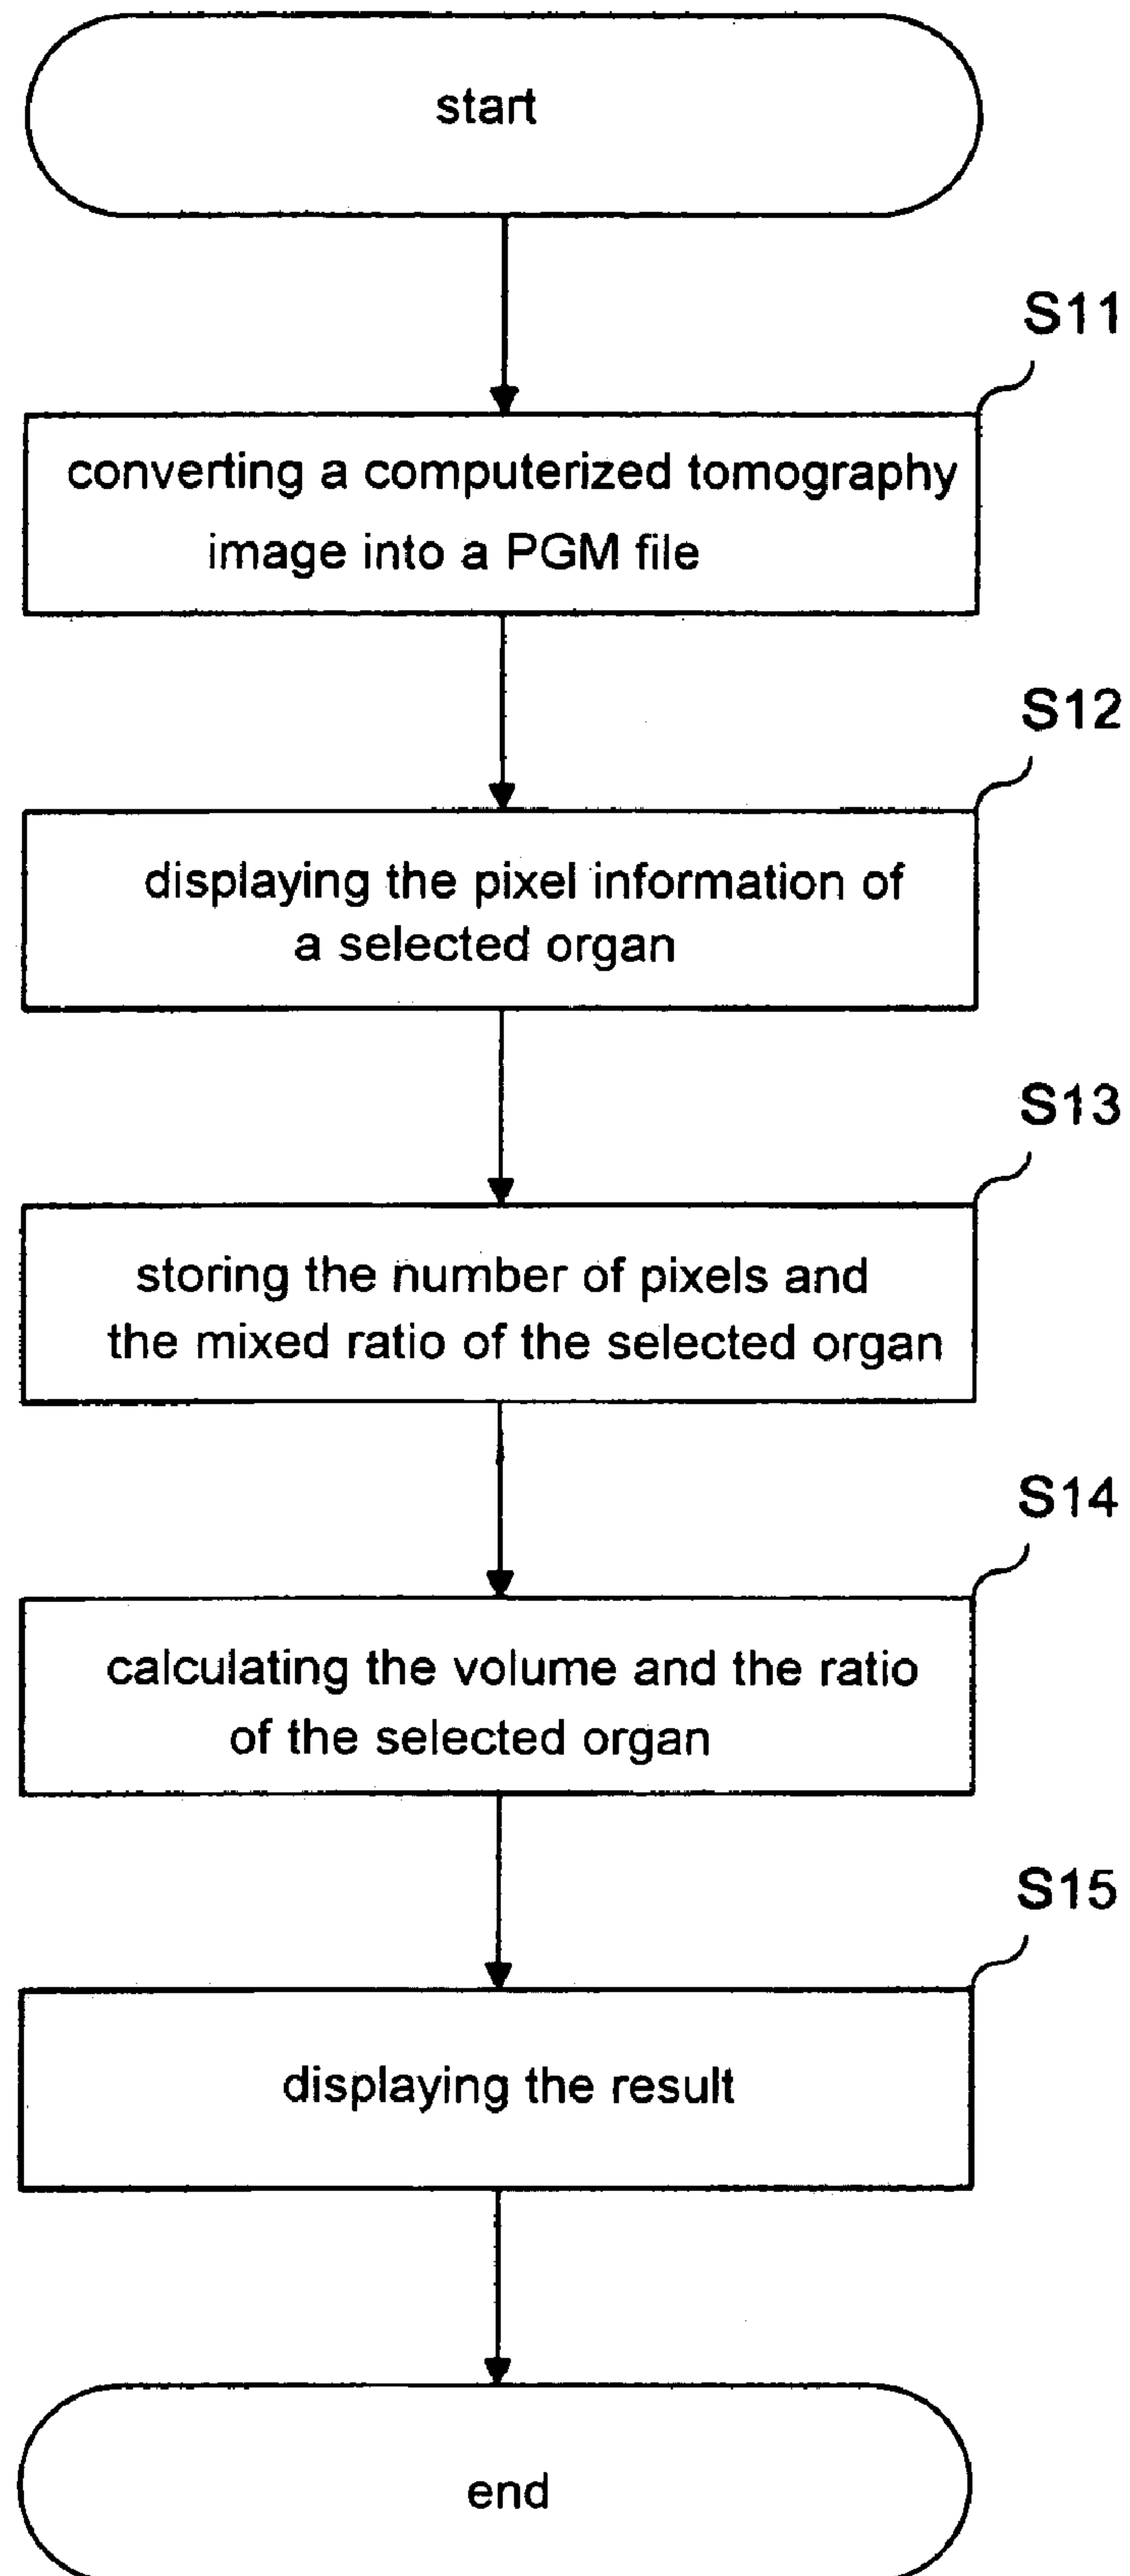 start
S11
converting a computerized tomography
image into a PGM file
S12
displaying the pixel information of
a selected organ
S13
storing the number of pixels and
the mixed ratio of the selected organ
S14
calculating the volume and the ratio
of the selected organ
S15
displaying the result
end